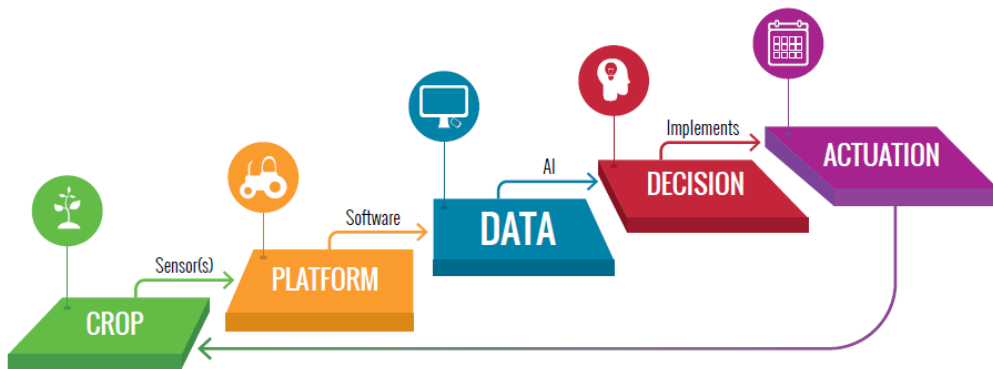 CROP
Sensor(s)
PLATFORM
Software
DATA
AI
DECISION
Implements
ACTUATION